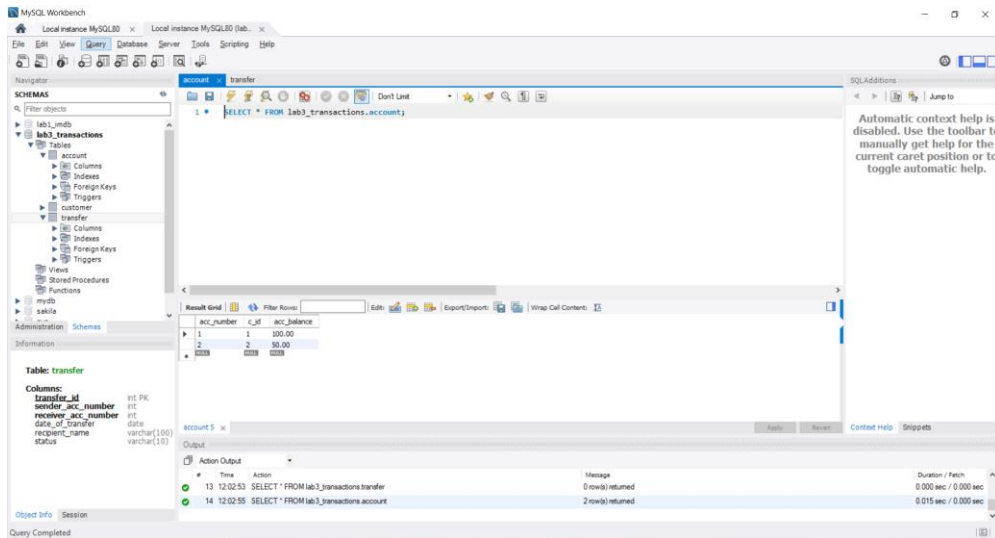 MySQL Workbench
Local instance MySQL80 × Local instance MySQL80 (lab.. ×
File Edit View Query Database Server Tools Scripting Help
Navigator
SCHEMAS
Filter objects
lab1_imdb
lab3_transactions
Tables
account
Columns
Indexes
Foreign Keys
Triggers
customer
transfer
Columns
Indexes
Foreign Keys
Triggers
Views
Stored Procedures
Functions
mydb
sakila
Administration Schemas
Information
Table: transfer
Columns:
transfer_id int PK
sender_acc_number int
receiver_acc_number int
date_of_transfer date
recipient_name varchar(100)
status varchar(10)
Object Info Session
Query Completed
account × transfer
Don't Limit
1 SELECT * FROM lab3_transactions.account;
Result Grid Filter Rows: Edit: Export/Import: Wrap Cell Content:
acc_number c_id acc_balance
1 1 100.00
2 2 50.00
NULL NULL NULL
account 5 × Apply Revert
Output
Action Output
# Time Action Message Duration / Fetch
13 12:02:53 SELECT * FROM lab3_transactions.transfer 0 row(s) returned 0.000 sec / 0.000 sec
14 12:02:55 SELECT * FROM lab3_transactions.account 2 row(s) returned 0.015 sec / 0.000 sec
SQLAdditions
Jump to
Automatic context help is
disabled. Use the toolbar to
manually get help for the
current caret position or to
toggle automatic help.
Context Help Snippets